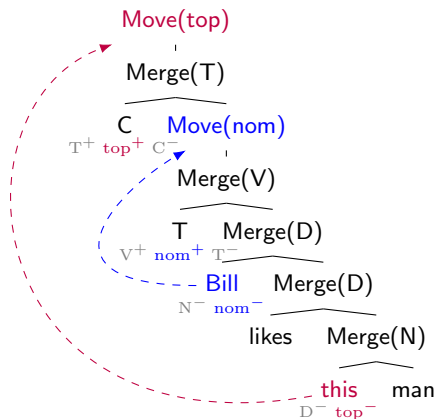 Move(top)
Merge(T)
C Move(nom)
T⁺ top⁺ C⁻
Merge(V)
T Merge(D)
V⁺ nom⁺ T⁻
Bill Merge(D)
N⁻ nom⁻
likes Merge(N)
this man
D⁻ top⁻